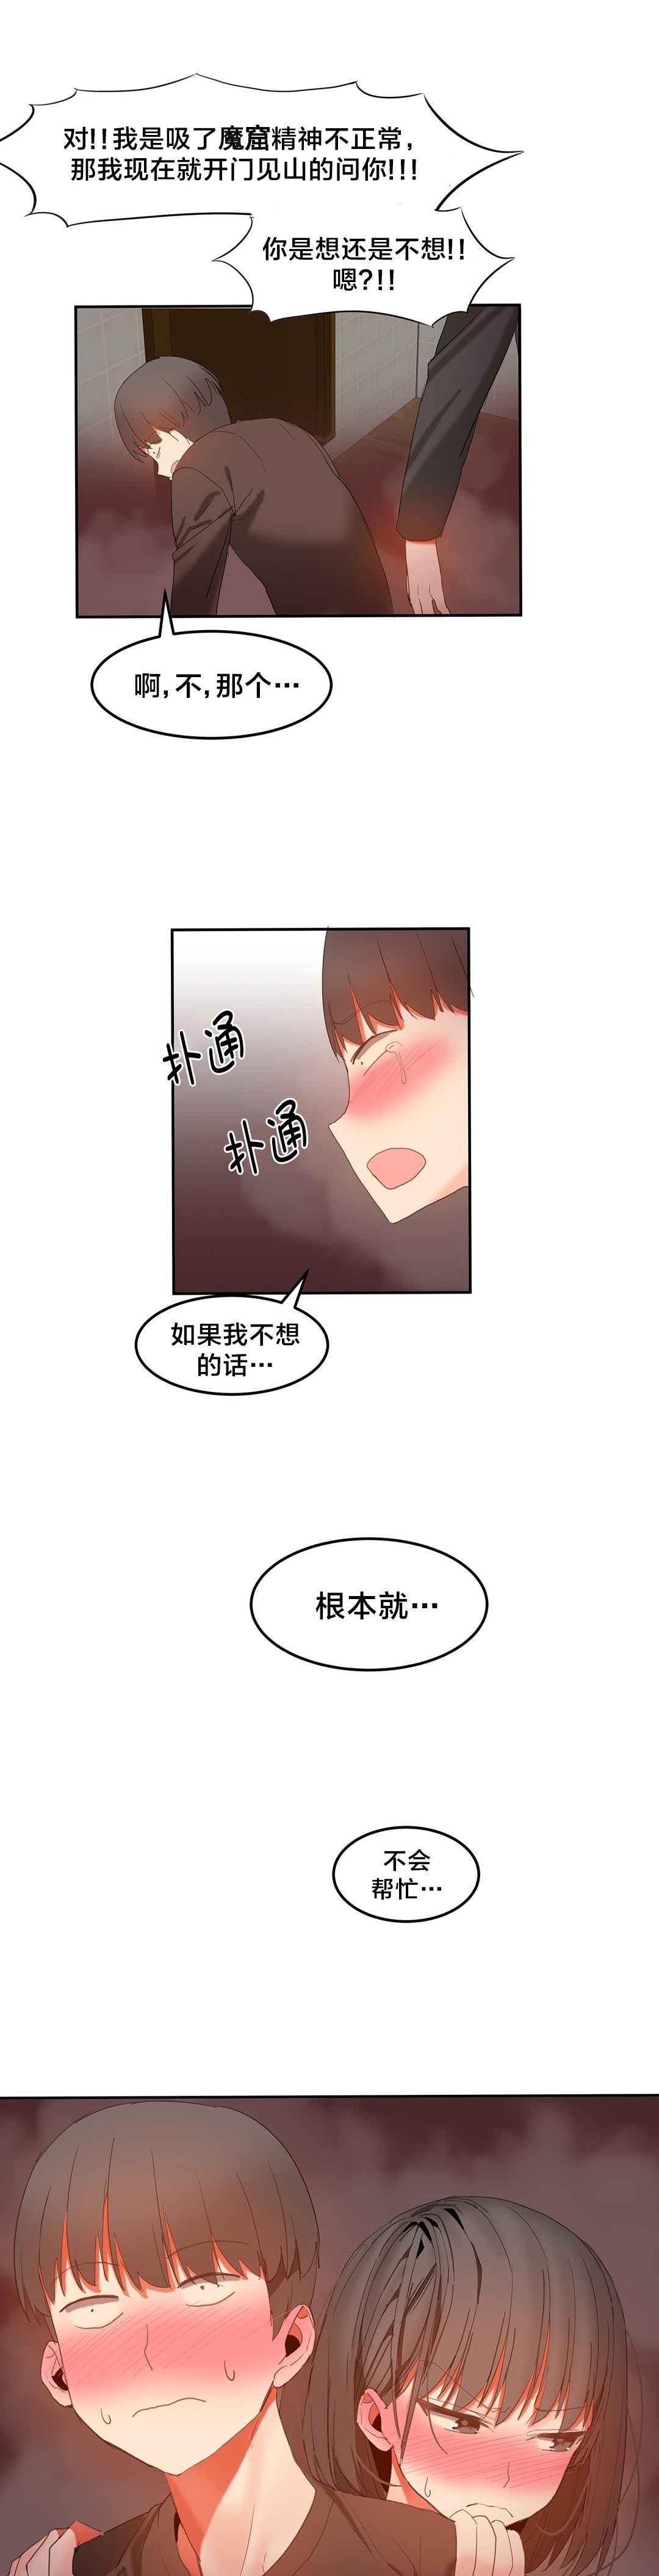 对!!我是吸了魔窟精神不正常，
那我现在就开门见山的问你!!!
你是想还是不想!!
嗯?!!
啊,不,那个…
扑通
扑通
如果我不想
的话…
根本就…
不会
帮忙…